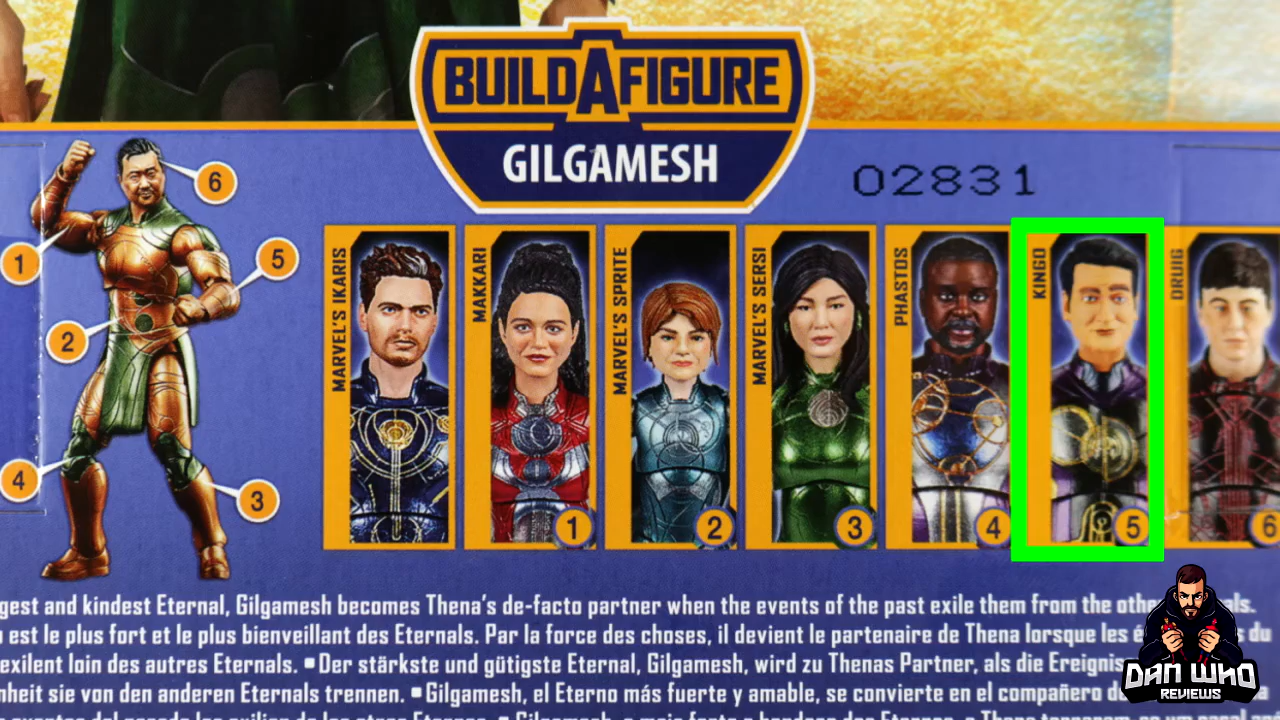 BUILD A FIGURE
GILGAMESH
02831
6
1
5
2
4
3
MARVEL'S IKARIS
MAKKARI
1
MARVEL'S SPRITE
2
MARVEL'S SERSI
3
PHASTOS
4
KINGO
5
DRUIG
6
gest and kindest Eternal, Gilgamesh becomes Thena's de-facto partner when the events of the past exile them from the
est le plus fort et le plus bienveillant des Eternals. Par la force des choses, il devient le partenaire de Thena lorsque les du
exilent loin des autres Eternals. ▪ Der stärkste und gütigste Eternal, Gilgamesh, wird zu Thenas Partner, als die
nheit sie von den anderen Eternals trennen. ▪ Gilgamesh, el Eterno más fuerte y amable, se convierte en el compañero
DAN WHO
REVIEWS